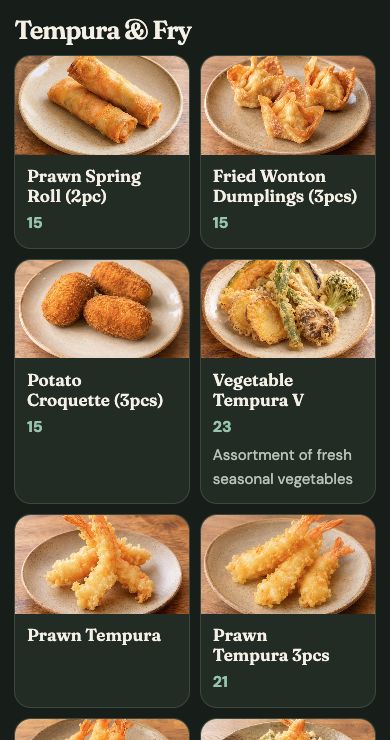 Tempura & Fry
Prawn Spring
Roll (2pc)
15
Fried Wonton
Dumplings (3pcs)
15
Potato
Croquette (3pcs)
15
Vegetable
Tempura V
23
Assortment of fresh
seasonal vegetables
Prawn Tempura
Prawn
Tempura 3pcs
21